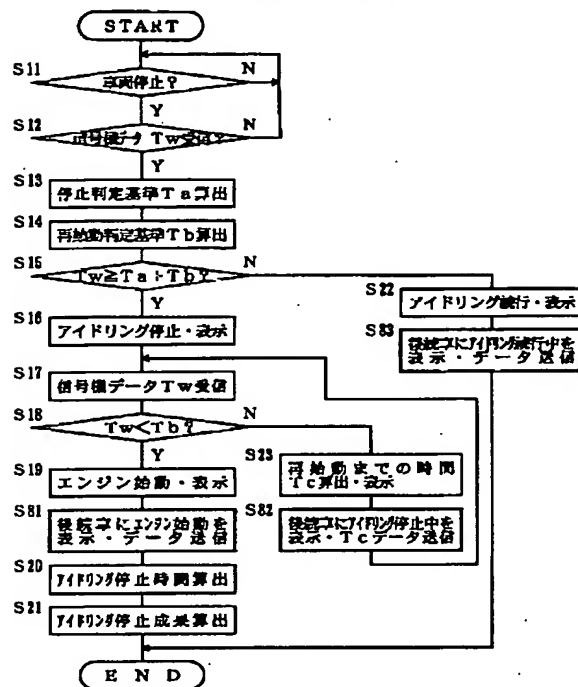 START
S11
車両停止?
N
Y
S12
信号機データ Tw受信?
N
Y
S13
停止判定基準Ta算出
S14
再始動判定基準Tb算出
S15
Tw≧Ta+Tb?
N
Y
S16
アイドリング停止・表示
S17
信号機データTw受信
S18
Tw<Tb?
N
Y
S19
エンジン始動・表示
S81
後続車にエンジン始動を
表示・データ送信
S20
アイドリング停止時間算出
S21
アイドリング停止成果算出
S23
再始動までの時間
Tc算出・表示
S82
後続車にアイドリング停止中を
表示・Tcデータ送信
S22
アイドリング続行・表示
S83
後続車にアイドリング続行中を
表示・データ送信
END